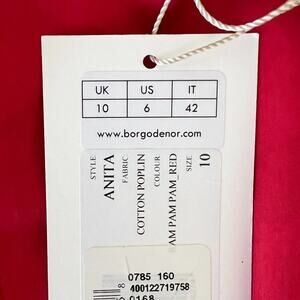 UK US IT
10 6 42
www.borgodenor.com
STYLE
ANITA
FABRIC
COTTON POPLIN
COLOUR
AM PAM PAM_RED
SIZE
10
0785 160
400122719758
0168
8